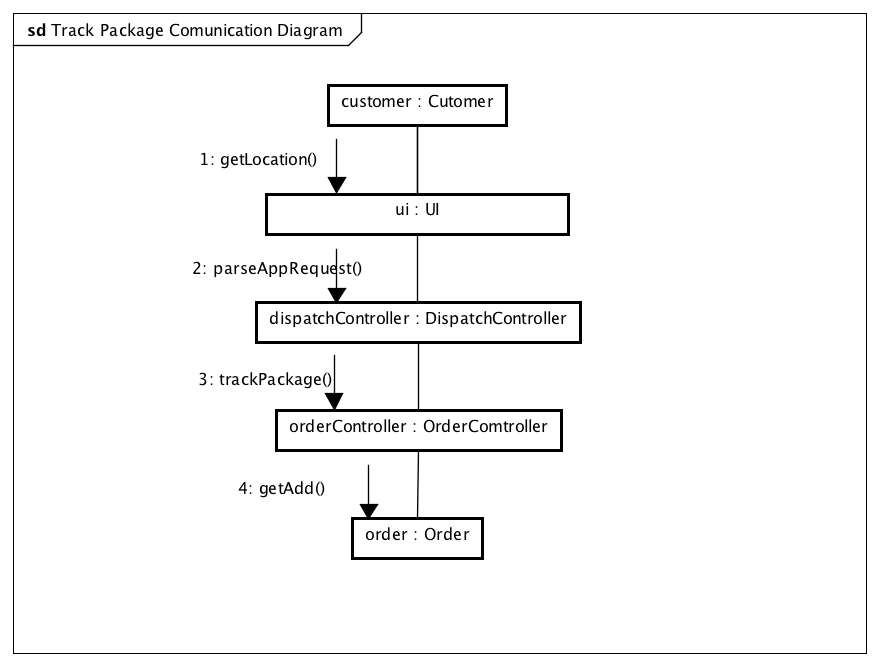 sd Track Package Comunication Diagram
customer : Cutomer
1: getLocation()
ui : UI
2: parseAppRequest()
dispatchController : DispatchController
3: trackPackage()
orderController : OrderComtroller
4: getAdd()
order : Order